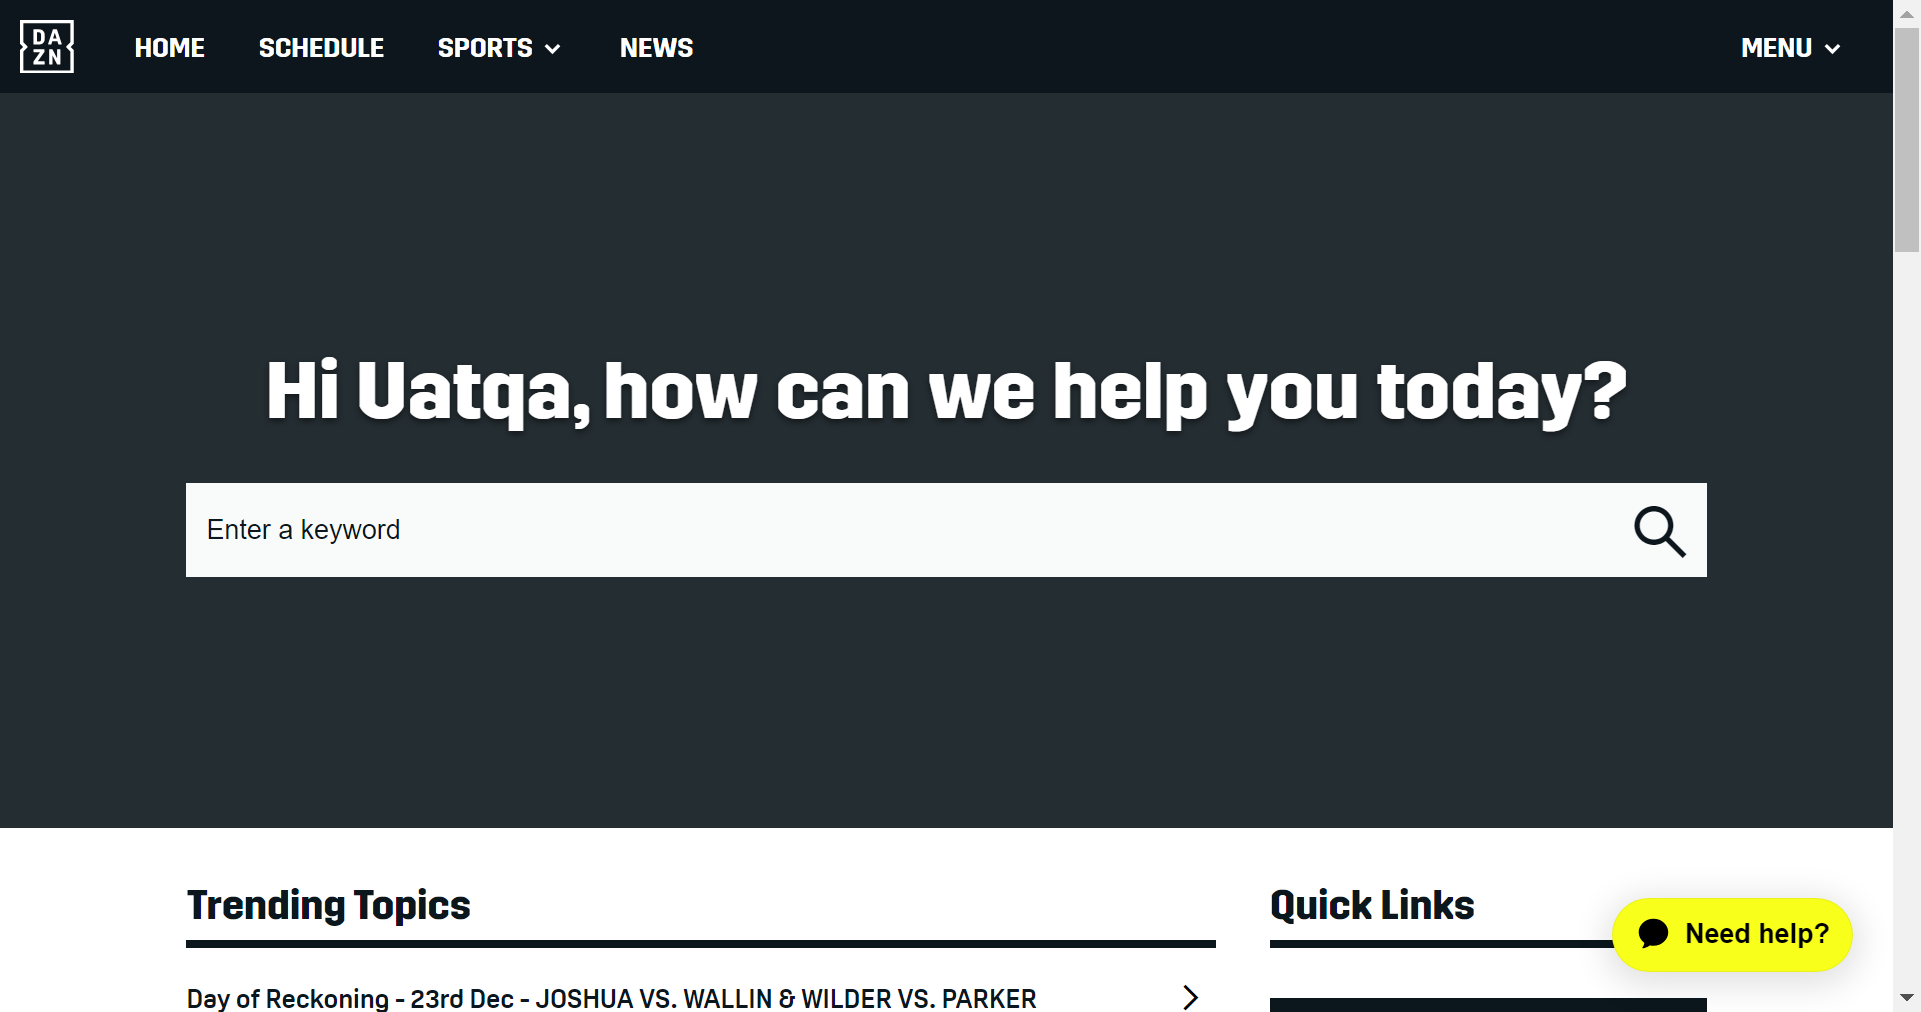 DA
ZN
HOME
SCHEDULE
SPORTS
NEWS
MENU
Hi Uatqa, how can we help you today?
Enter a keyword
Trending Topics
Quick Links
Need help?
Day of Reckoning - 23rd Dec - JOSHUA VS. WALLIN & WILDER VS. PARKER